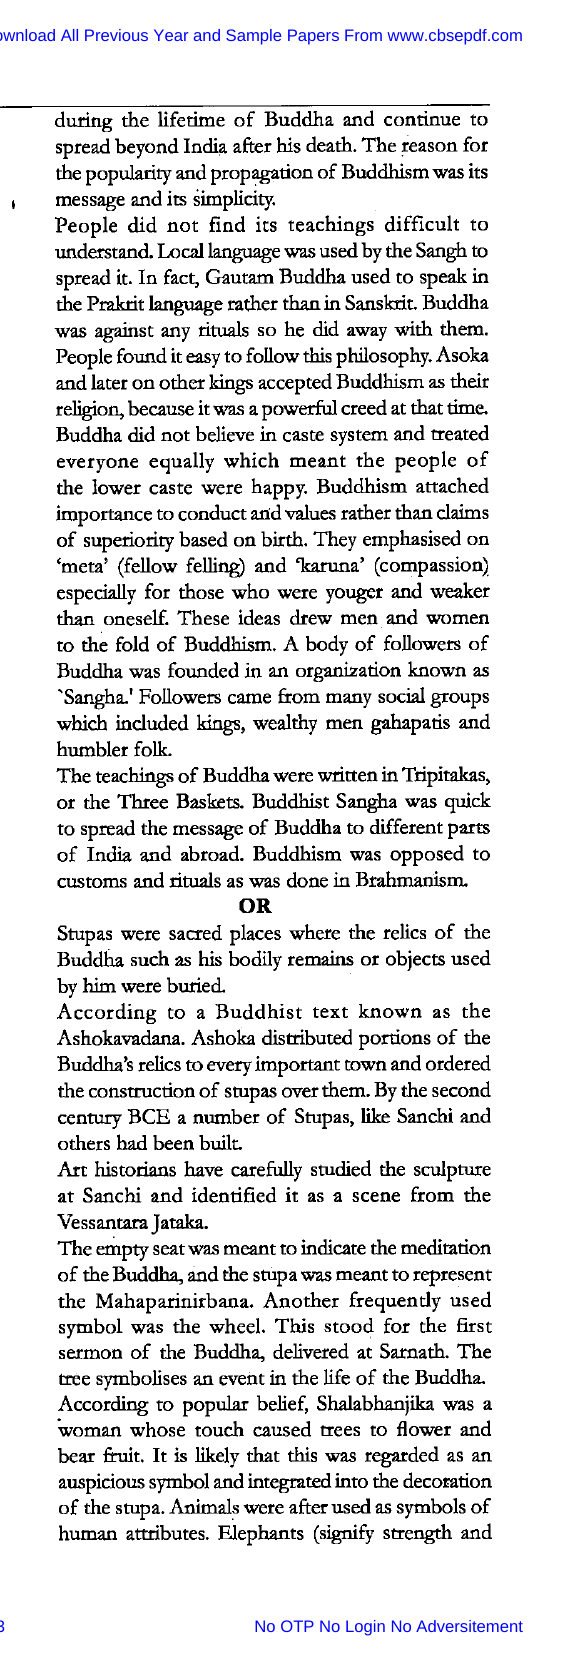 ownload All Previous Year and Sample Papers From www.cbsepdf.com
during the lifetime of Buddha and continue to
spread beyond India after his death. The reason for
the popularity and propagation of Buddhism was its
message and its simplicity.
People did not find its teachings difficult to
understand. Local language was used by the Sangh to
spread it. In fact, Gautam Buddha used to speak in
the Prakrit language rather than in Sanskrit. Buddha
was against any rituals so he did away with them.
People found it easy to follow this philosophy. Asoka
and later on other kings accepted Buddhism as their
religion, because it was a powerful creed at that time.
Buddha did not believe in caste system and treated
everyone equally which meant the people of
the lower caste were happy. Buddhism attached
importance to conduct and values rather than claims
of superiority based on birth. They emphasised on
'meta' (fellow felling) and 'karuna' (compassion)
especially for those who were youger and weaker
than oneself. These ideas drew men and women
to the fold of Buddhism. A body of followers of
Buddha was founded in an organization known as
`Sangha.' Followers came from many social groups
which included kings, wealthy men gahapatis and
humbler folk.
The teachings of Buddha were written in Tripitakas,
or the Three Baskets. Buddhist Sangha was quick
to spread the message of Buddha to different parts
of India and abroad. Buddhism was opposed to
customs and rituals as was done in Brahmanism.
OR
Stupas were sacred places where the relics of the
Buddha such as his bodily remains or objects used
by him were buried.
According to a Buddhist text known as the
Ashokavadana. Ashoka distributed portions of the
Buddha's relics to every important town and ordered
the construction of stupas over them. By the second
century BCE a number of Stupas, like Sanchi and
others had been built.
Art historians have carefully studied the sculpture
at Sanchi and identified it as a scene from the
Vessantara Jataka.
The empty seat was meant to indicate the meditation
of the Buddha, and the stupa was meant to represent
the Mahaparinirbana. Another frequently used
symbol was the wheel. This stood for the first
sermon of the Buddha, delivered at Sarnath. The
tree symbolises an event in the life of the Buddha.
According to popular belief, Shalabhanjika was a
woman whose touch caused trees to flower and
bear fruit. It is likely that this was regarded as an
auspicious symbol and integrated into the decoration
of the stupa. Animals were after used as symbols of
human attributes. Elephants (signify strength and
3 No OTP No Login No Adversitement